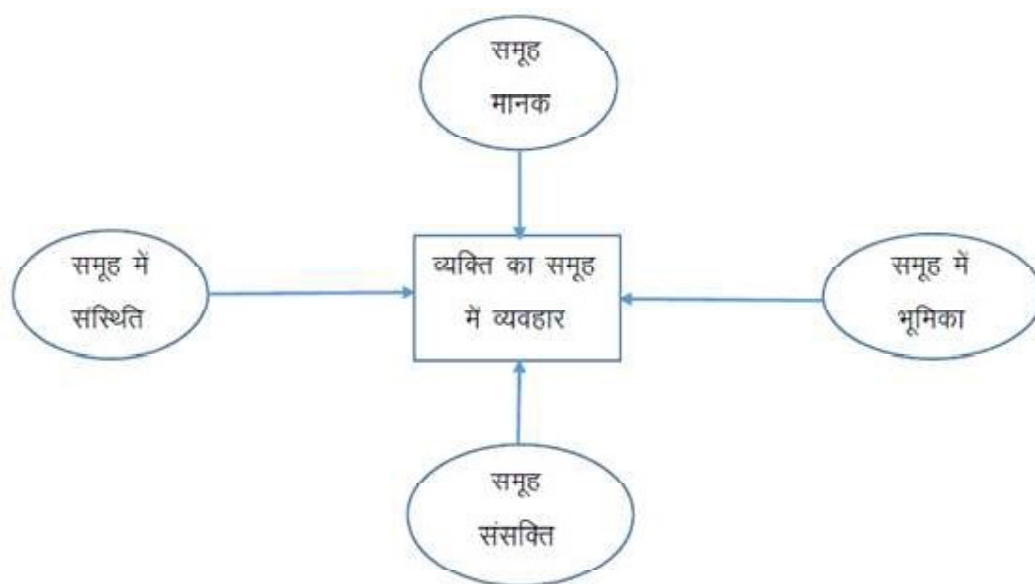 समूह
मानक
समूह में
संस्थिति
व्यक्ति का समूह
में व्यवहार
समूह में
भूमिका
समूह
संसक्ति